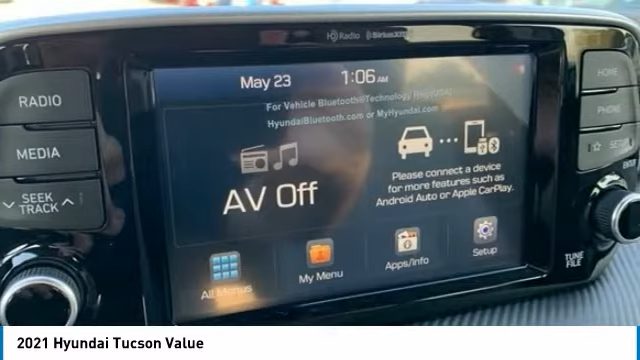 HD Radio SiriusXM
RADIO
MEDIA
SEEK
TRACK
May 23
1:06 AM
For Vehicle Bluetooth®Technology Help(USA)
HyundaiBluetooth.com or MyHyundai.com
AV Off
Please connect a device
for more features such as
Android Auto or Apple CarPlay.
All Menus
My Menu
Apps/Info
Setup
HOME
PHONE
SETUP
TUNE
FILE
2021 Hyundai Tucson Value